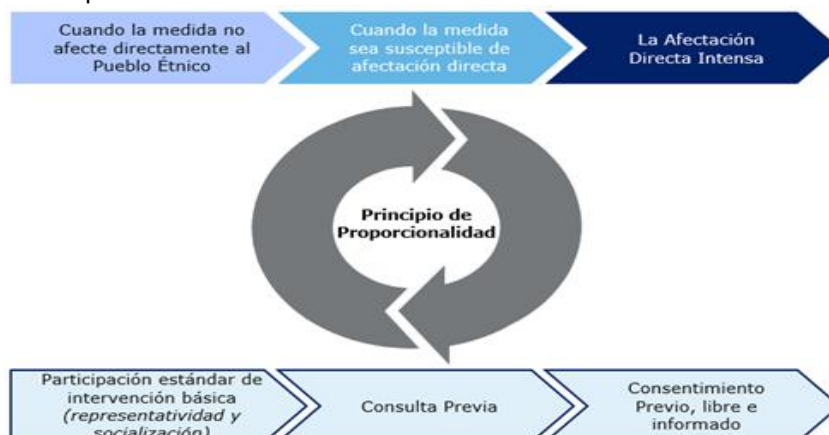 Cuando la medida no
afecte directamente al
Pueblo Étnico
Cuando la medida
sea susceptible de
afectación directa
La Afectación
Directa Intensa
Principio de
Proporcionalidad
Participación estándar de
intervención básica
(representatividad y
socialización)
Consulta Previa
Consentimiento
Previo, libre e
informado